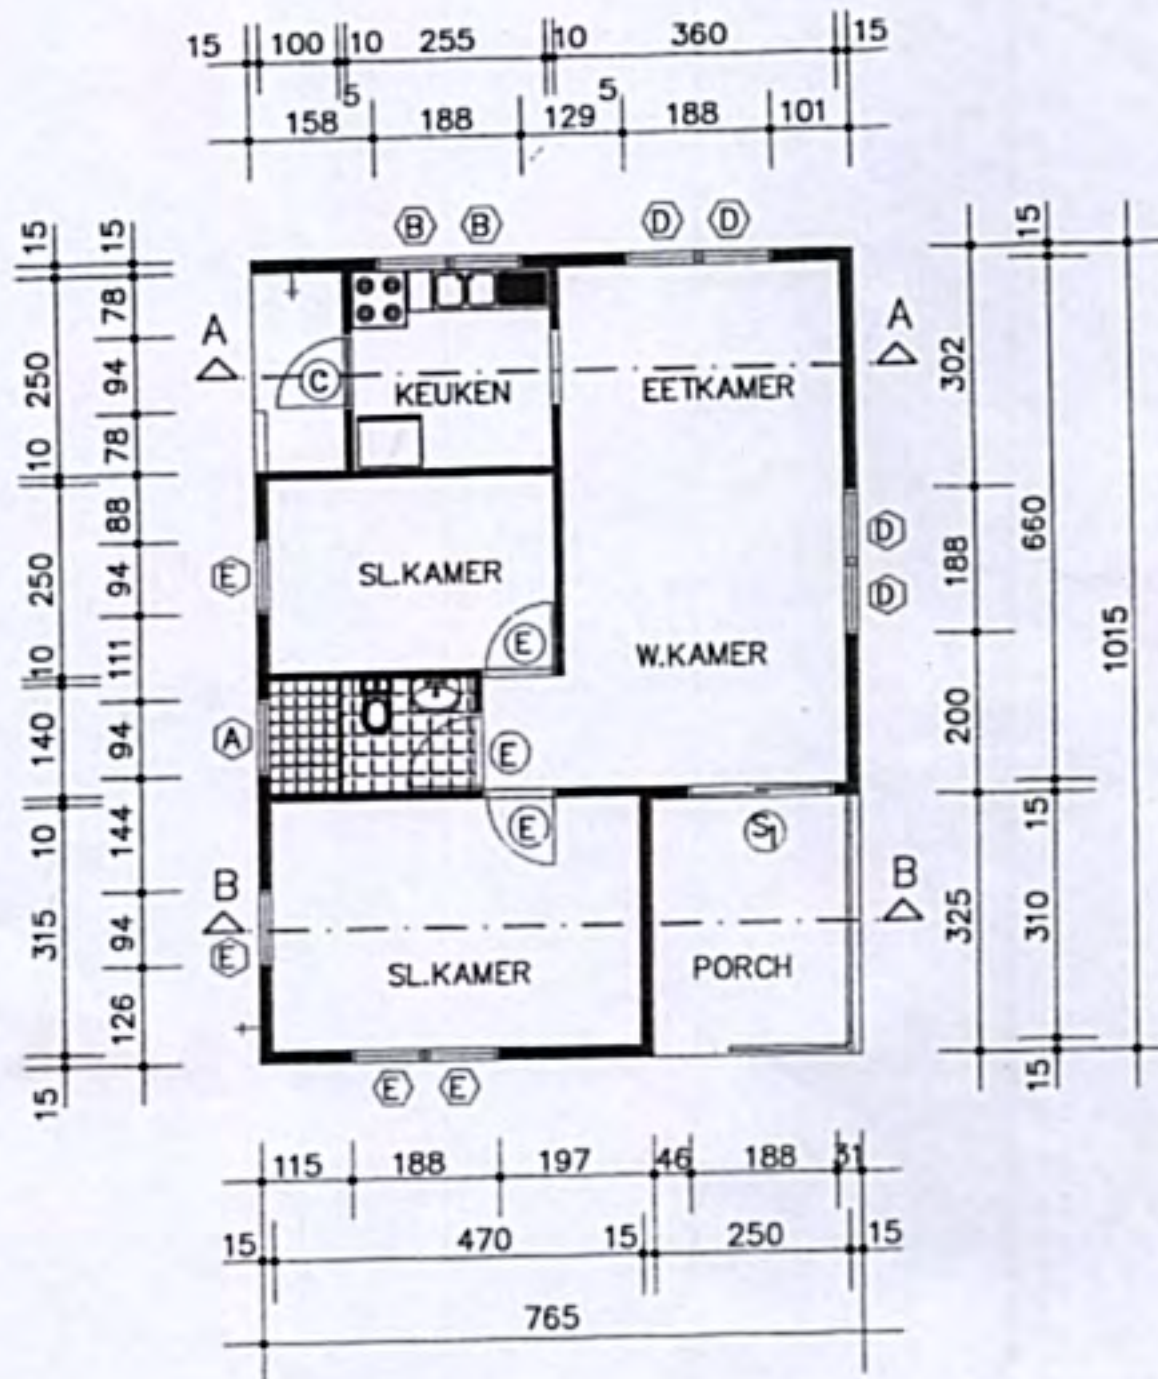 15 100 10 255 10 360 15
5 5
158 188 129 188 101
B B D D
15 250 10 250 10 140 10 315 15
15 78 94 78 88 94 111 94 144 94 126
A A
C
KEUKEN EETKAMER
E SL.KAMER
E
D
D
W.KAMER
A E
E S1
B B
E SL.KAMER PORCH
E E
302 188 200 325
15 660 15 310 15
1015
115 188 197 46 188 31
15 470 15 250 15
765